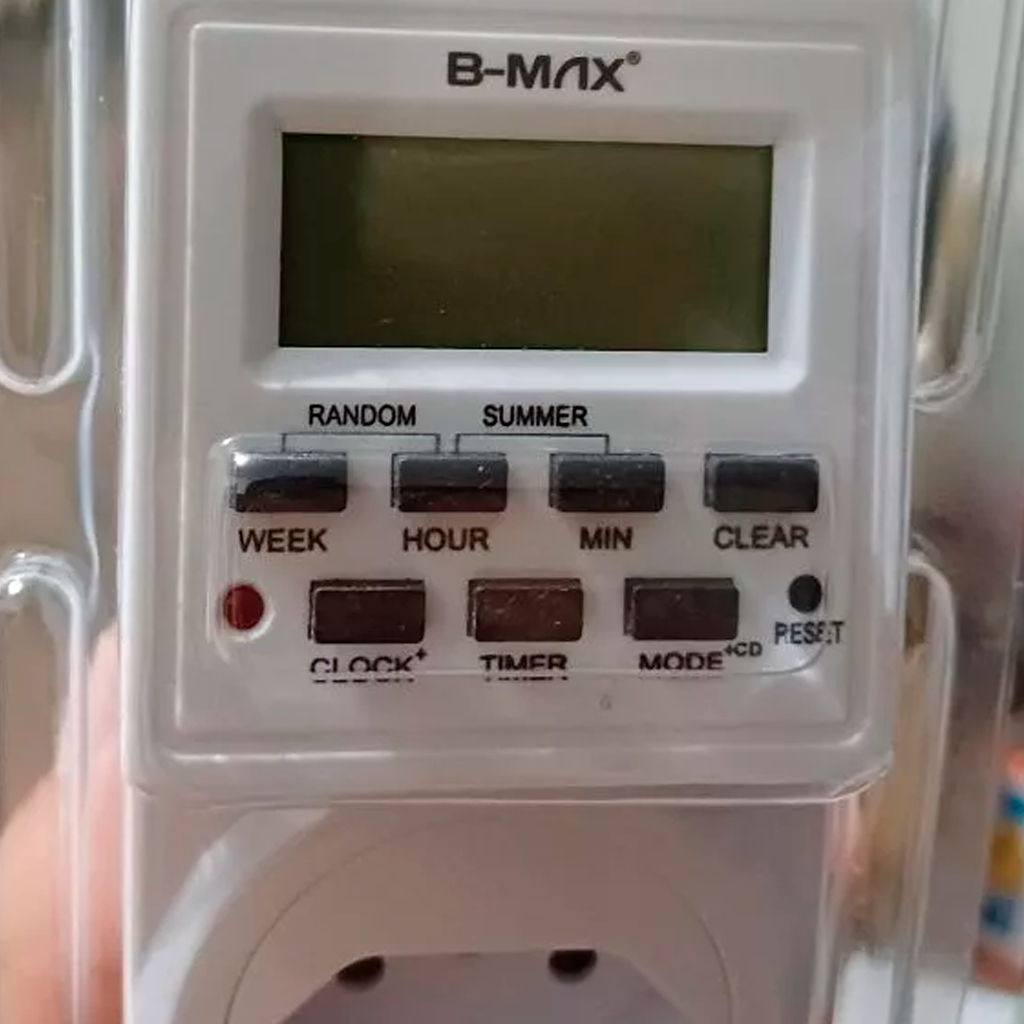 B-MAX®
RANDOM SUMMER
WEEK HOUR MIN CLEAR
RESET
CLOCK+ TIMER MODE+CD